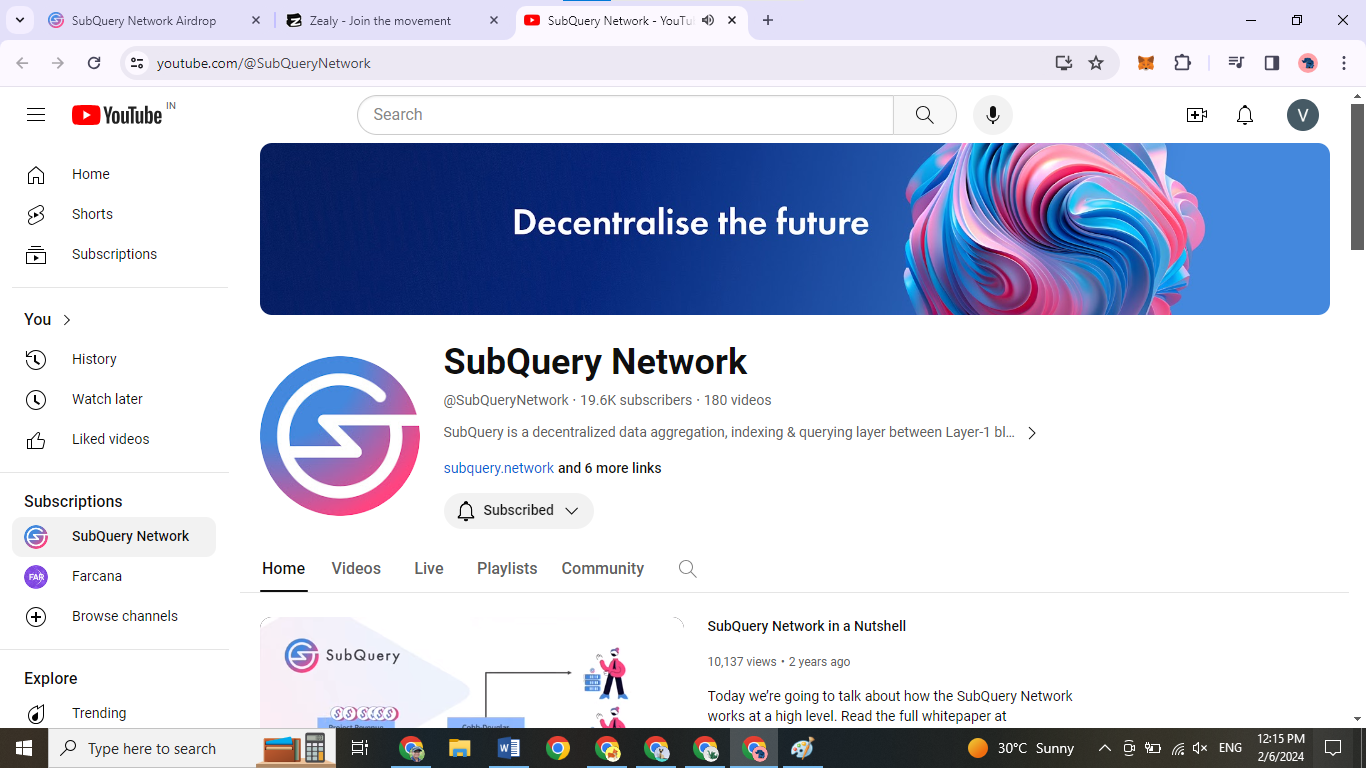 SubQuery Network Airdrop
Zealy - Join the movement
SubQuery Network - YouTu
youtube.com/@SubQueryNetwork
YouTube IN
Search
V
Home
Shorts
Subscriptions
You
History
Watch later
Liked videos
Subscriptions
SubQuery Network
FAR
Farcana
Browse channels
Explore
Trending
Decentralise the future
SubQuery Network
@SubQueryNetwork · 19.6K subscribers · 180 videos
SubQuery is a decentralized data aggregation, indexing & querying layer between Layer-1 bl...
subquery.network and 6 more links
Subscribed
Home Videos Live Playlists Community
SubQuery
SubQuery Network in a Nutshell
10,137 views • 2 years ago
Today we're going to talk about how the SubQuery Network
works at a high level. Read the full whitepaper at
Type here to search
30°C Sunny
ENG
12:15 PM
2/6/2024